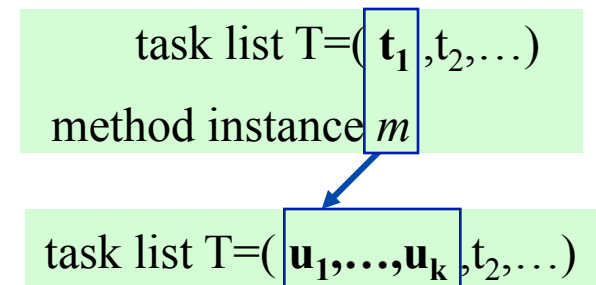 task list T=( t₁ ,t₂,…)
method instance m
task list T=( u₁,…,uₖ ,t₂,…)